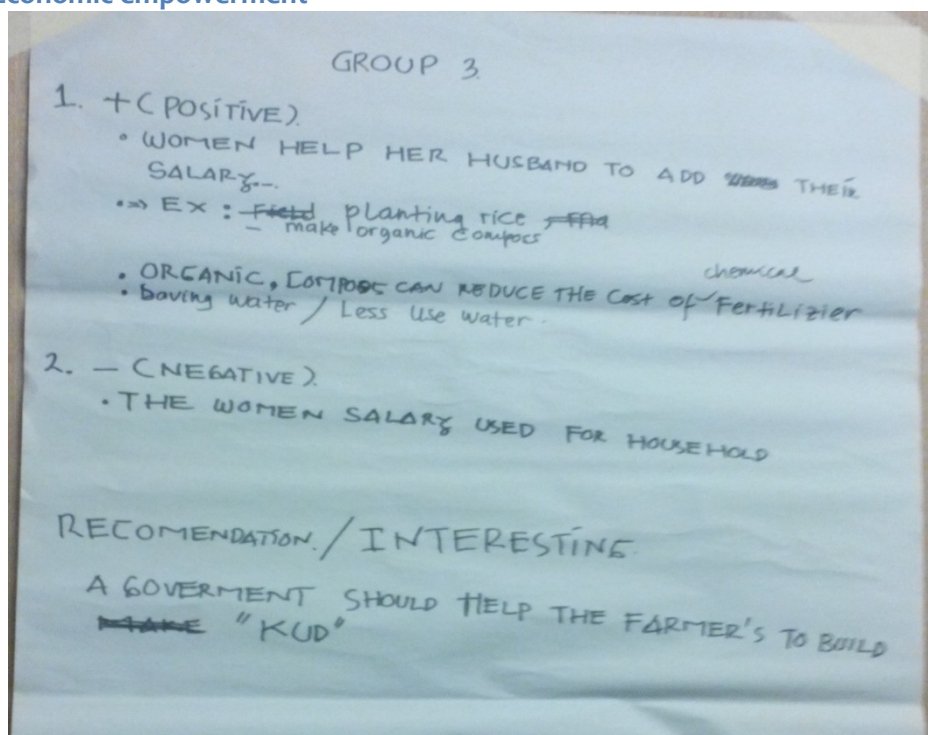 Economic empowerment
GROUP 3.
1. + (POSITIVE).
• WOMEN HELP HER HUSBAND TO ADD THEIR
SALARY...
• => EX : Field planting rice
- make organic compocs
chemical
• ORGANIC, COMPOST CAN REDUCE THE COST OF FERTILIZIER
• Saving water / Less use water.
2. - (NEGATIVE).
• THE WOMEN SALARY USED FOR HOUSEHOLD
RECOMENDATION. / INTERESTING.
A GOVERMENT SHOULD HELP THE FARMER'S TO BUILD
MAKE "KUD"